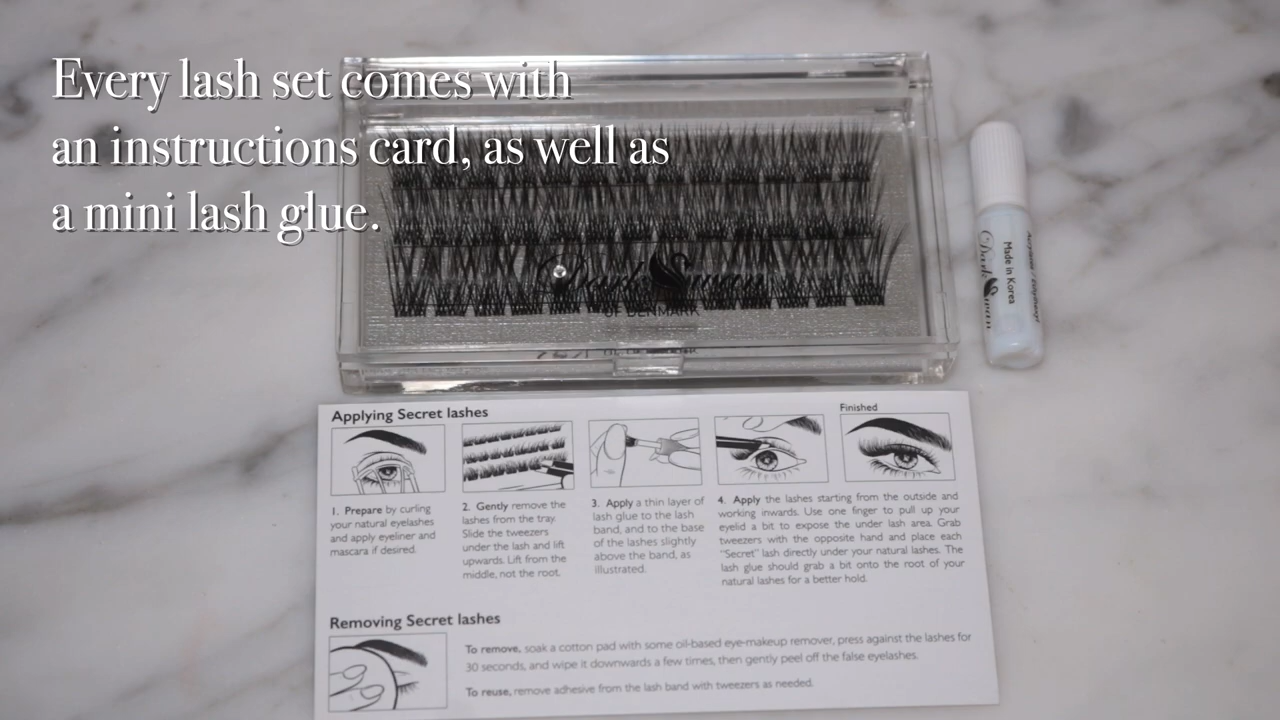 Every lash set comes with
an instructions card, as well as
a mini lash glue.
Dark Swan
OF DENMARK
Made in Korea
Dark Swan
Applying Secret lashes
Finished
1. Prepare by curling
your natural eyelashes
and apply eyeliner and
mascara if desired.
2. Gently remove the
lashes from the tray.
Slide the tweezers
under the lash and lift
upwards. Lift from the
middle, not the root.
3. Apply a thin layer of
lash glue to the lash
band, and to the base
of the lashes slightly
above the band, as
illustrated.
4. Apply the lashes starting from the outside and
working inwards. Use one finger to pull up your
eyelid a bit to expose the under lash area. Grab
tweezers with the opposite hand and place each
"Secret" lash directly under your natural lashes. The
lash glue should grab a bit onto the root of your
natural lashes for a better hold.
Removing Secret lashes
To remove, soak a cotton pad with some oil-based eye-makeup remover, press against the lashes for
30 seconds, and wipe it downwards a few times, then gently peel off the false eyelashes.
To reuse, remove adhesive from the lash band with tweezers as needed.